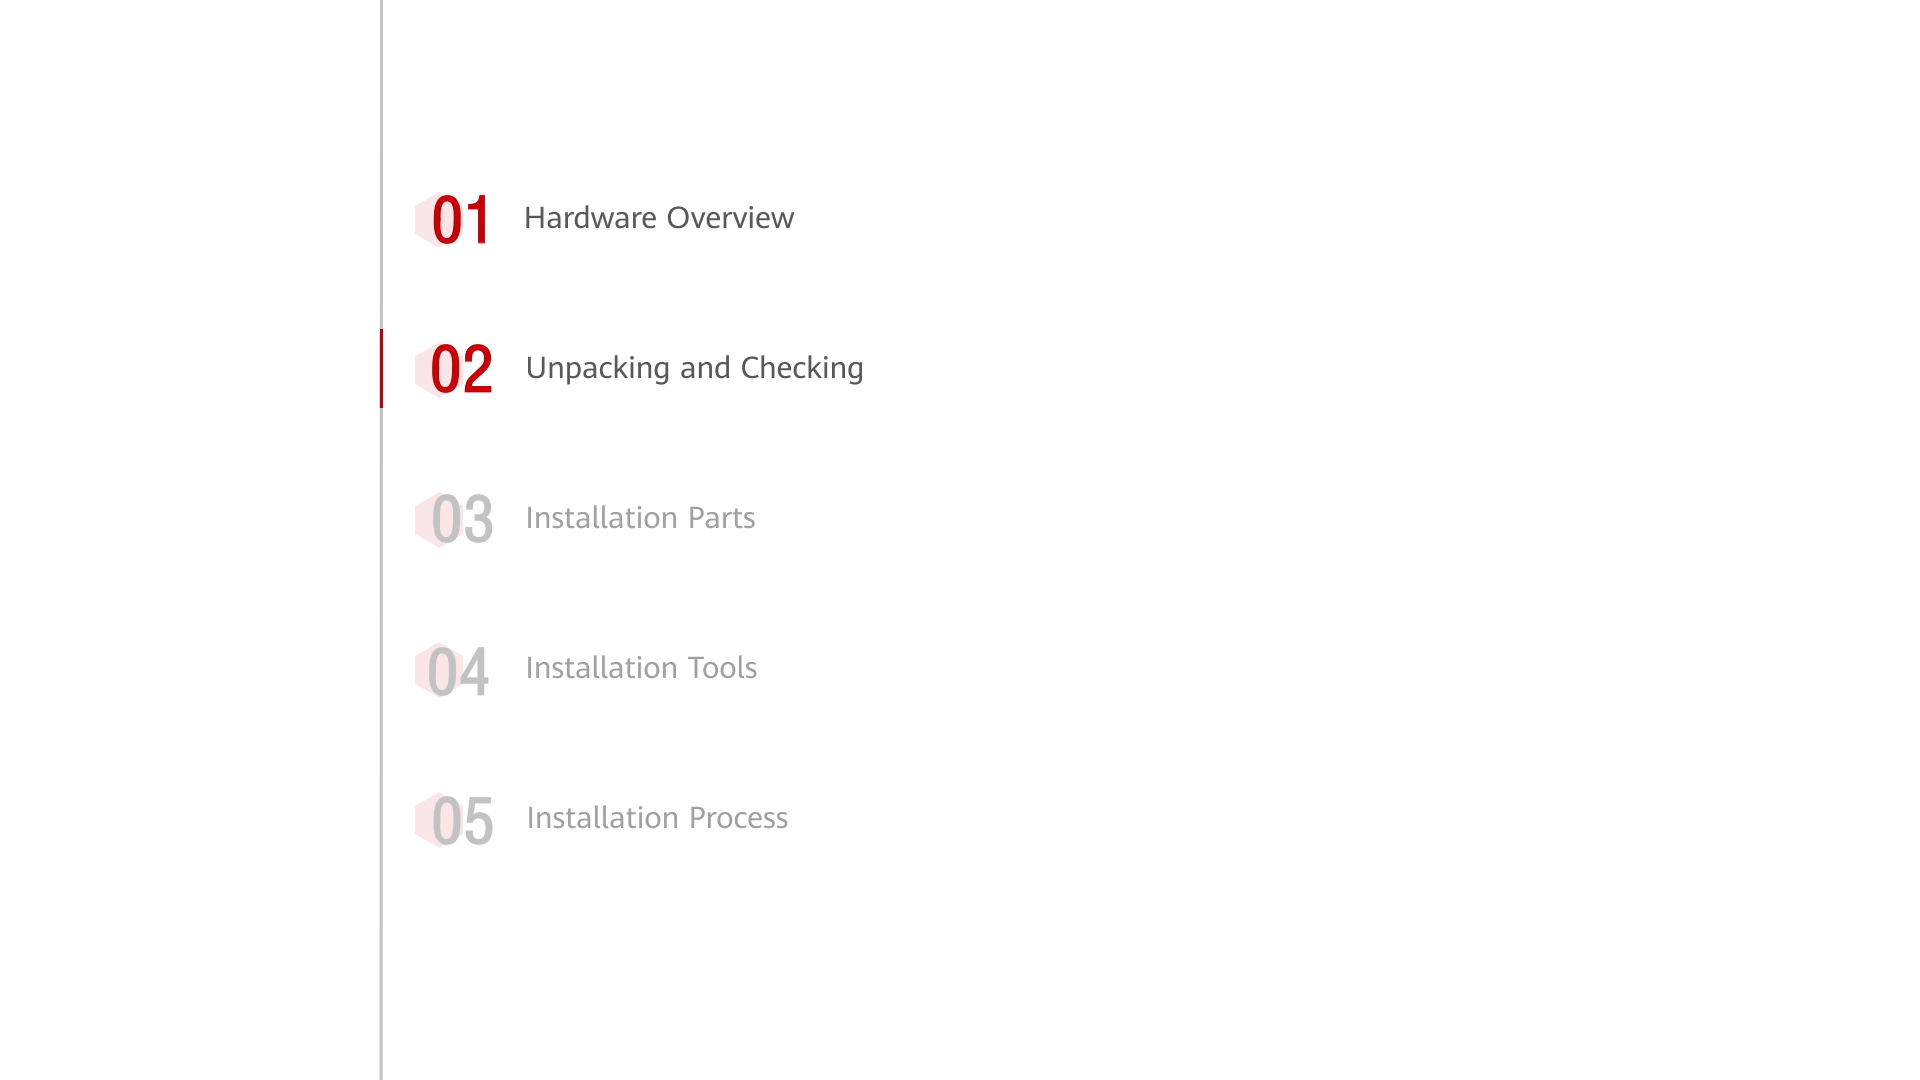 01 Hardware Overview
02 Unpacking and Checking
03 Installation Parts
04 Installation Tools
05 Installation Process